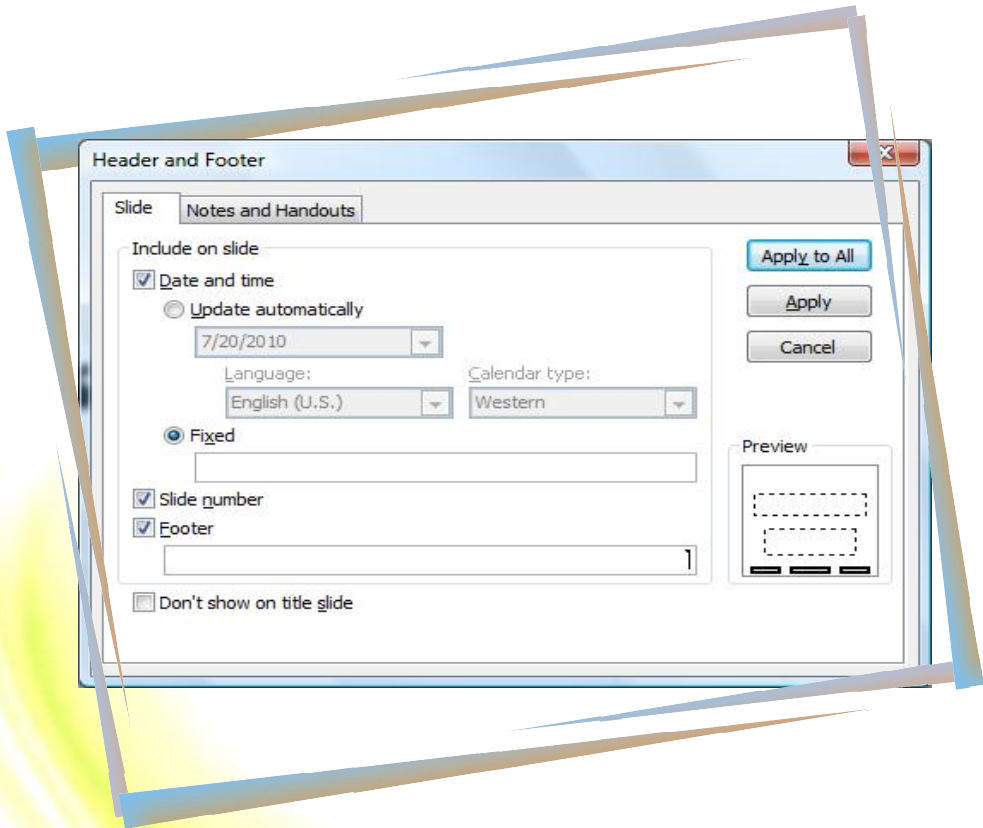 Header and Footer
Slide
Notes and Handouts
Include on slide
Date and time
Update automatically
7/20/2010
Language:
Calendar type:
English (U.S.)
Western
Fixed
Slide number
Footer
Don't show on title slide
Apply to All
Apply
Cancel
Preview